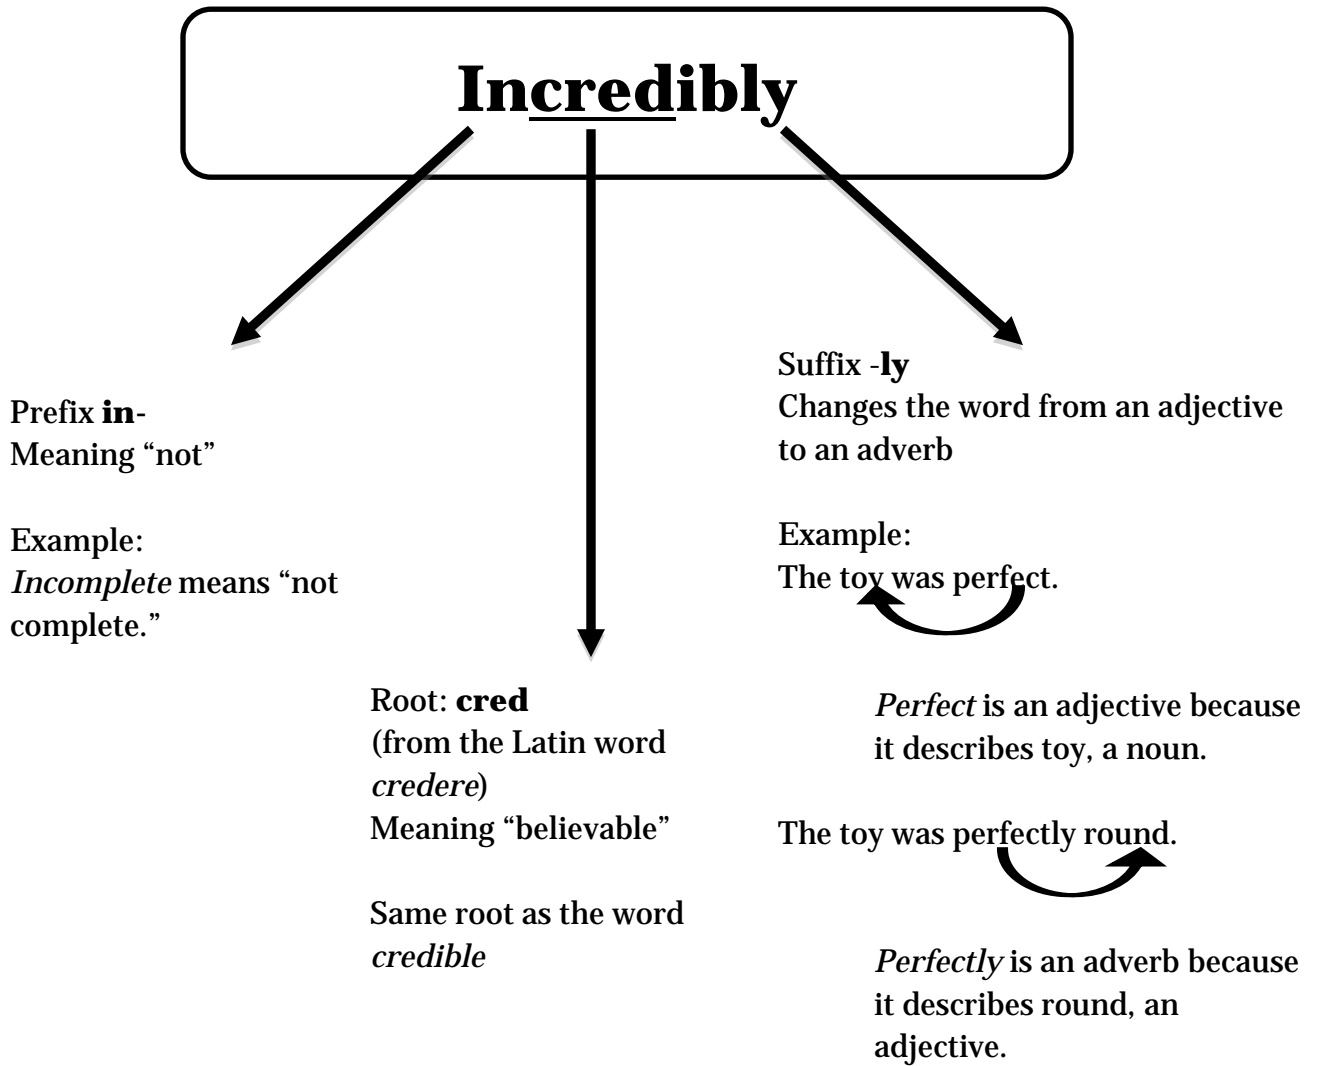 Incredibly
Prefix in-
Meaning “not”
Example:
Incomplete means “not
complete.”
Root: cred
(from the Latin word
credere)
Meaning “believable”
Same root as the word
credible
Suffix -ly
Changes the word from an adjective
to an adverb
Example:
The toy was perfect.
Perfect is an adjective because
it describes toy, a noun.
The toy was perfectly round.
Perfectly is an adverb because
it describes round, an
adjective.